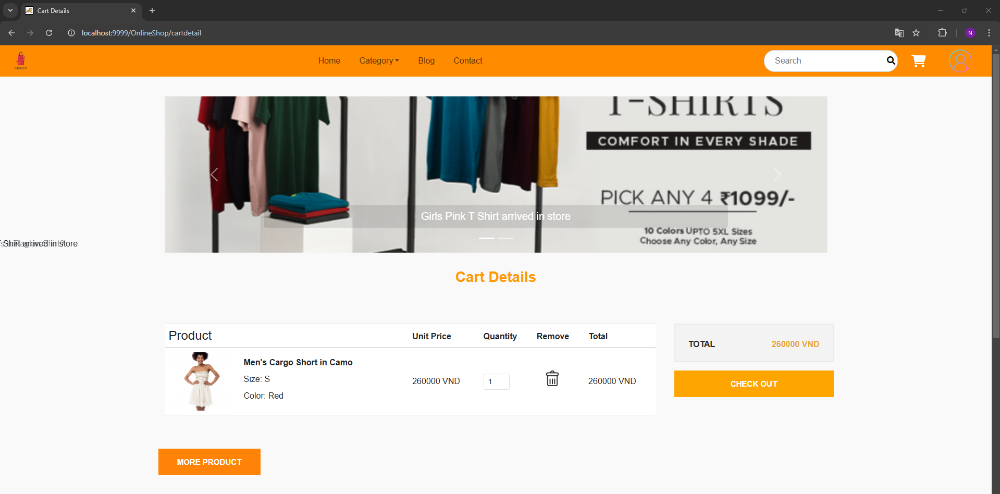 Cart Details
localhost:9999/OnlineShop/cartdetail
N
OnlineShop
Home
Category
Blog
Contact
Search
T-SHIRTS
COMFORT IN EVERY SHADE
PICK ANY 4 ₹1099/-
Girls Pink T Shirt arrived in store
10 Colors UPTO 5XL Sizes
Choose Any Color, Any Size
Shirt arrived in store
Cart Details
Product
Unit Price
Quantity
Remove
Total
Men's Cargo Short in Camo
Size: S
Color: Red
260000 VND
1
260000 VND
TOTAL
260000 VND
CHECK OUT
MORE PRODUCT